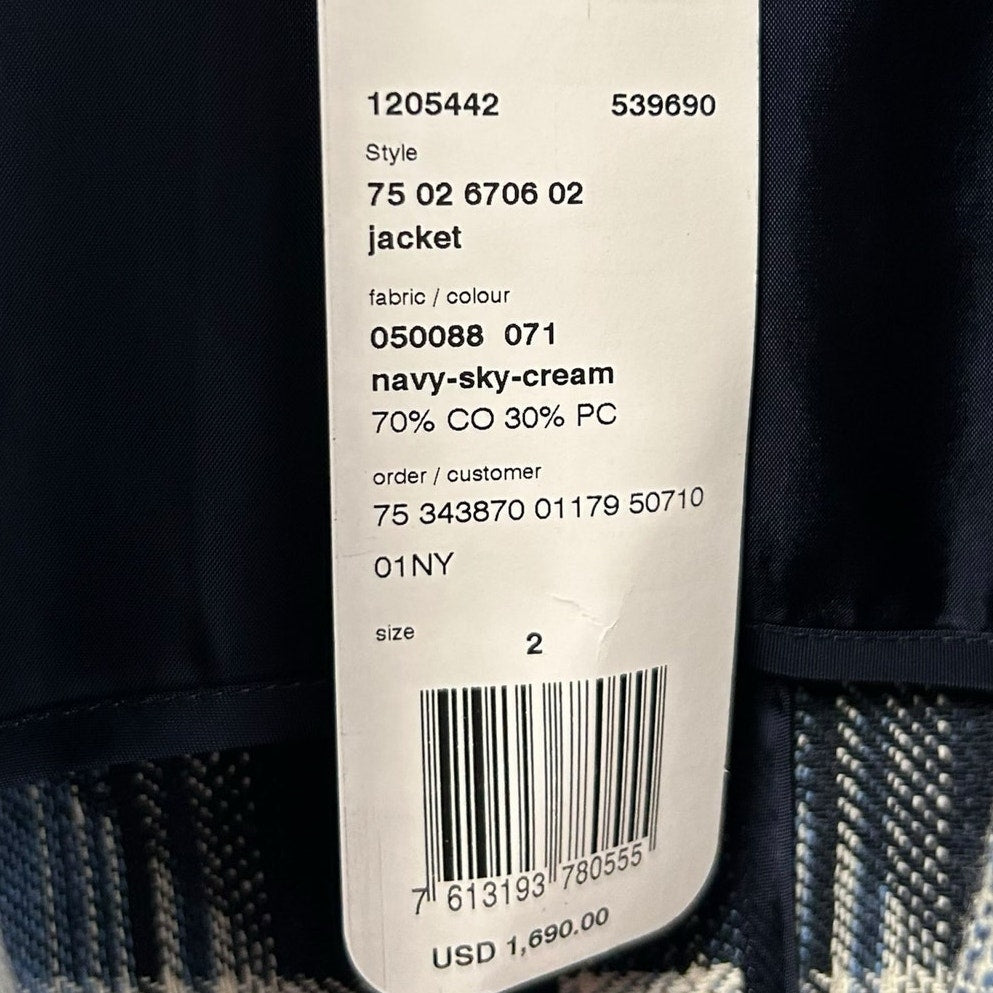 1205442 539690
Style
75 02 6706 02
jacket
fabric / colour
050088 071
navy-sky-cream
70% CO 30% PC
order / customer
75 343870 01179 50710
01NY
size 2
7 613193 780555
USD 1,690.00